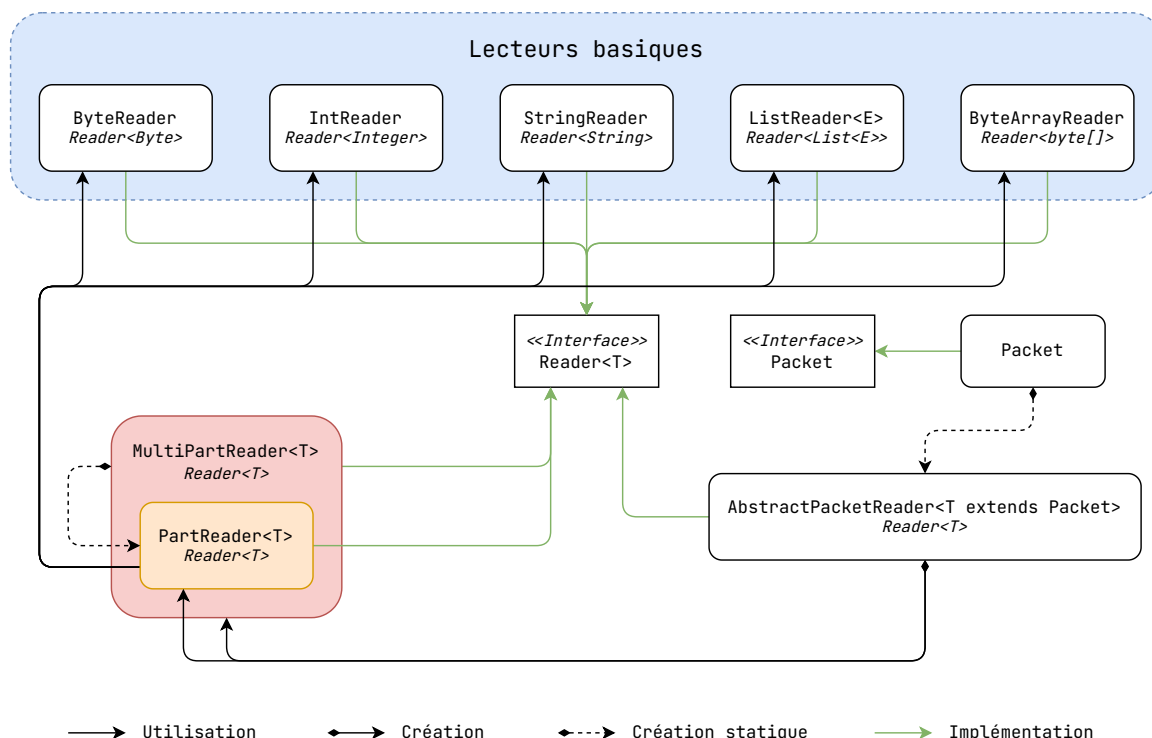 Lecteurs basiques
ByteReader
Reader<Byte>
IntReader
Reader<Integer>
StringReader
Reader<String>
ListReader<E>
Reader<List<E>>
ByteArrayReader
Reader<byte[]>
<<Interface>>
Reader<T>
<<Interface>>
Packet
Packet
MultiPartReader<T>
Reader<T>
PartReader<T>
Reader<T>
AbstractPacketReader<T extends Packet>
Reader<T>
Utilisation
Création
Création statique
Implémentation